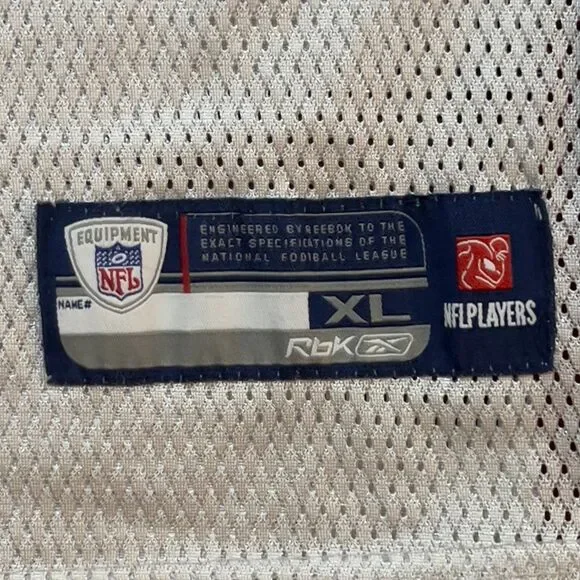 EQUIPMENT
NFL
ENGINEERED BY REEBOK TO THE
EXACT SPECIFICATIONS OF THE
NATIONAL FOOTBALL LEAGUE
NAME#
XL
RbK
NFLPLAYERS